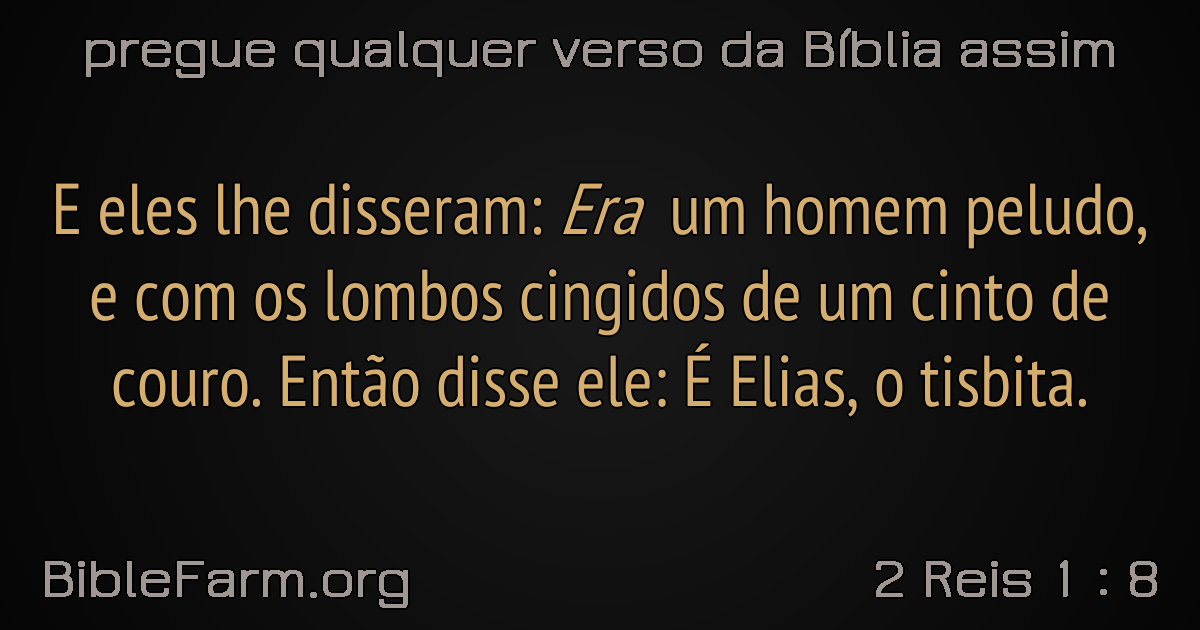 pregue qualquer verso da Bíblia assim
E eles lhe disseram: Era um homem peludo,
e com os lombos cingidos de um cinto de
couro. Então disse ele: É Elias, o tisbita.
BibleFarm.org
2 Reis 1 : 8